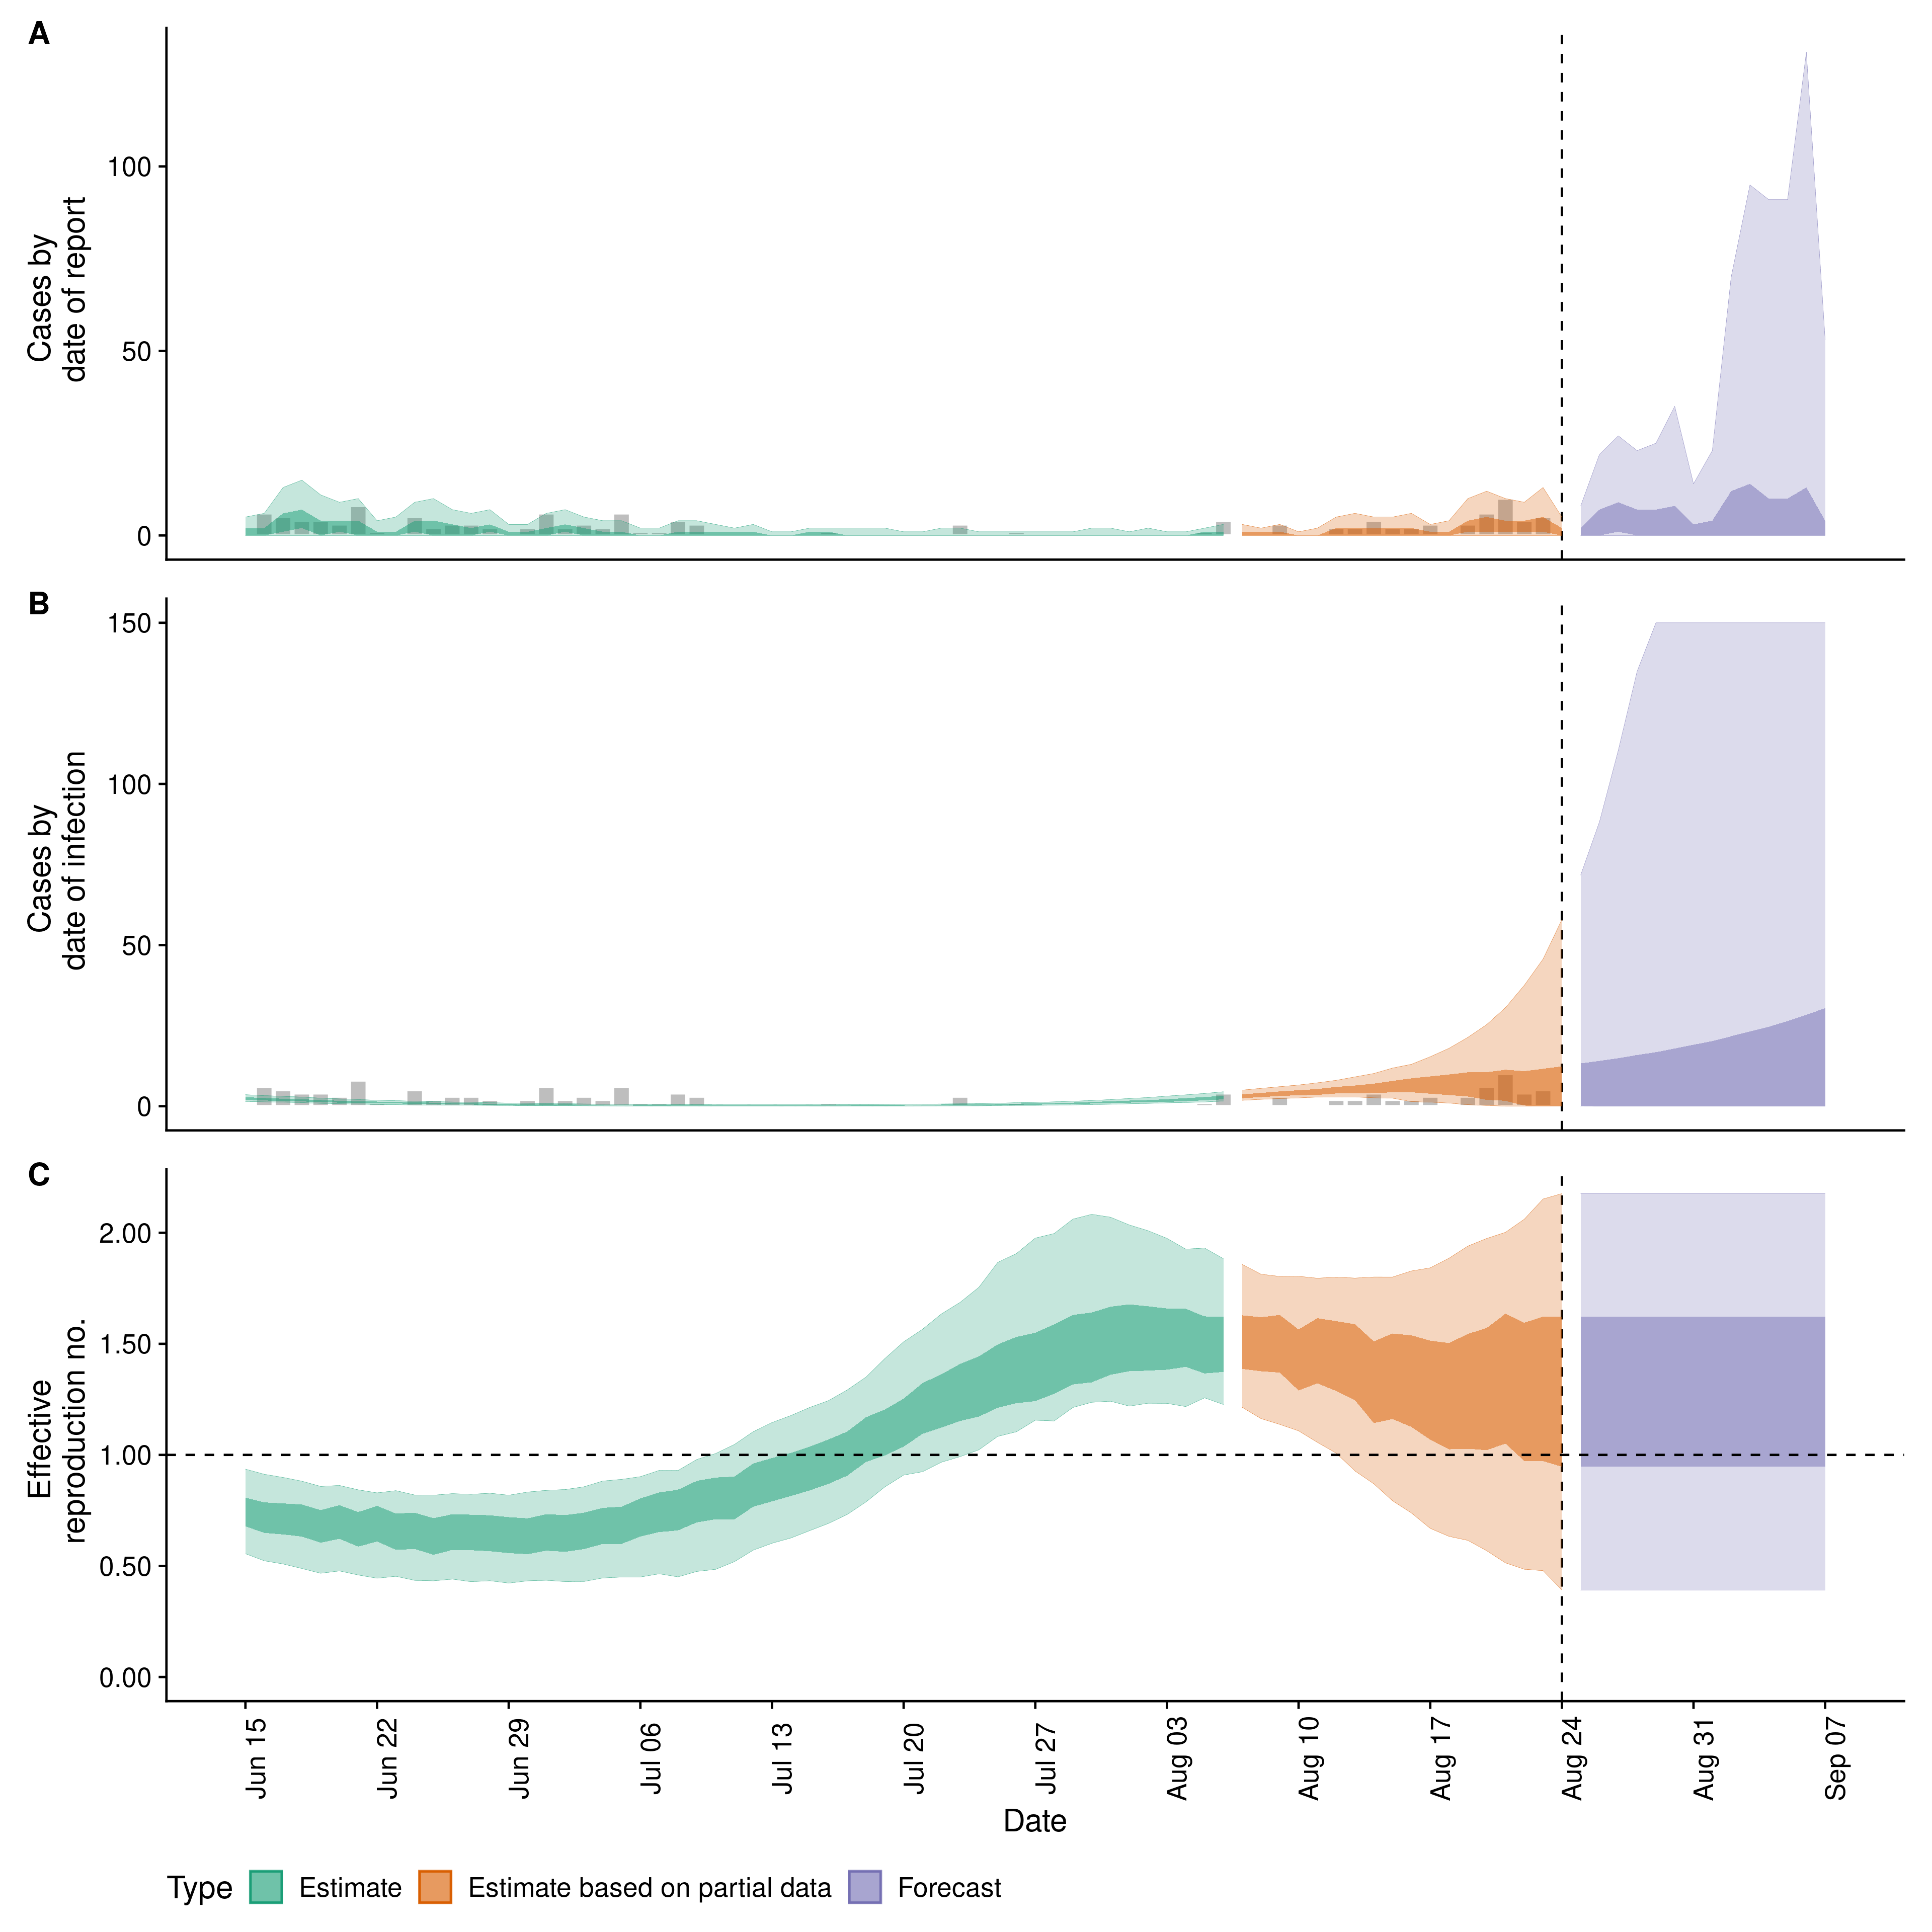 A
Cases by
date of report
100
50
0
B
Cases by
date of infection
150
100
50
0
C
Effective
reproduction no.
2.00
1.50
1.00
0.50
0.00
Jun 15
Jun 22
Jun 29
Jul 06
Jul 13
Jul 20
Jul 27
Aug 03
Aug 10
Aug 17
Aug 24
Aug 31
Sep 07
Date
Type Estimate Estimate based on partial data Forecast